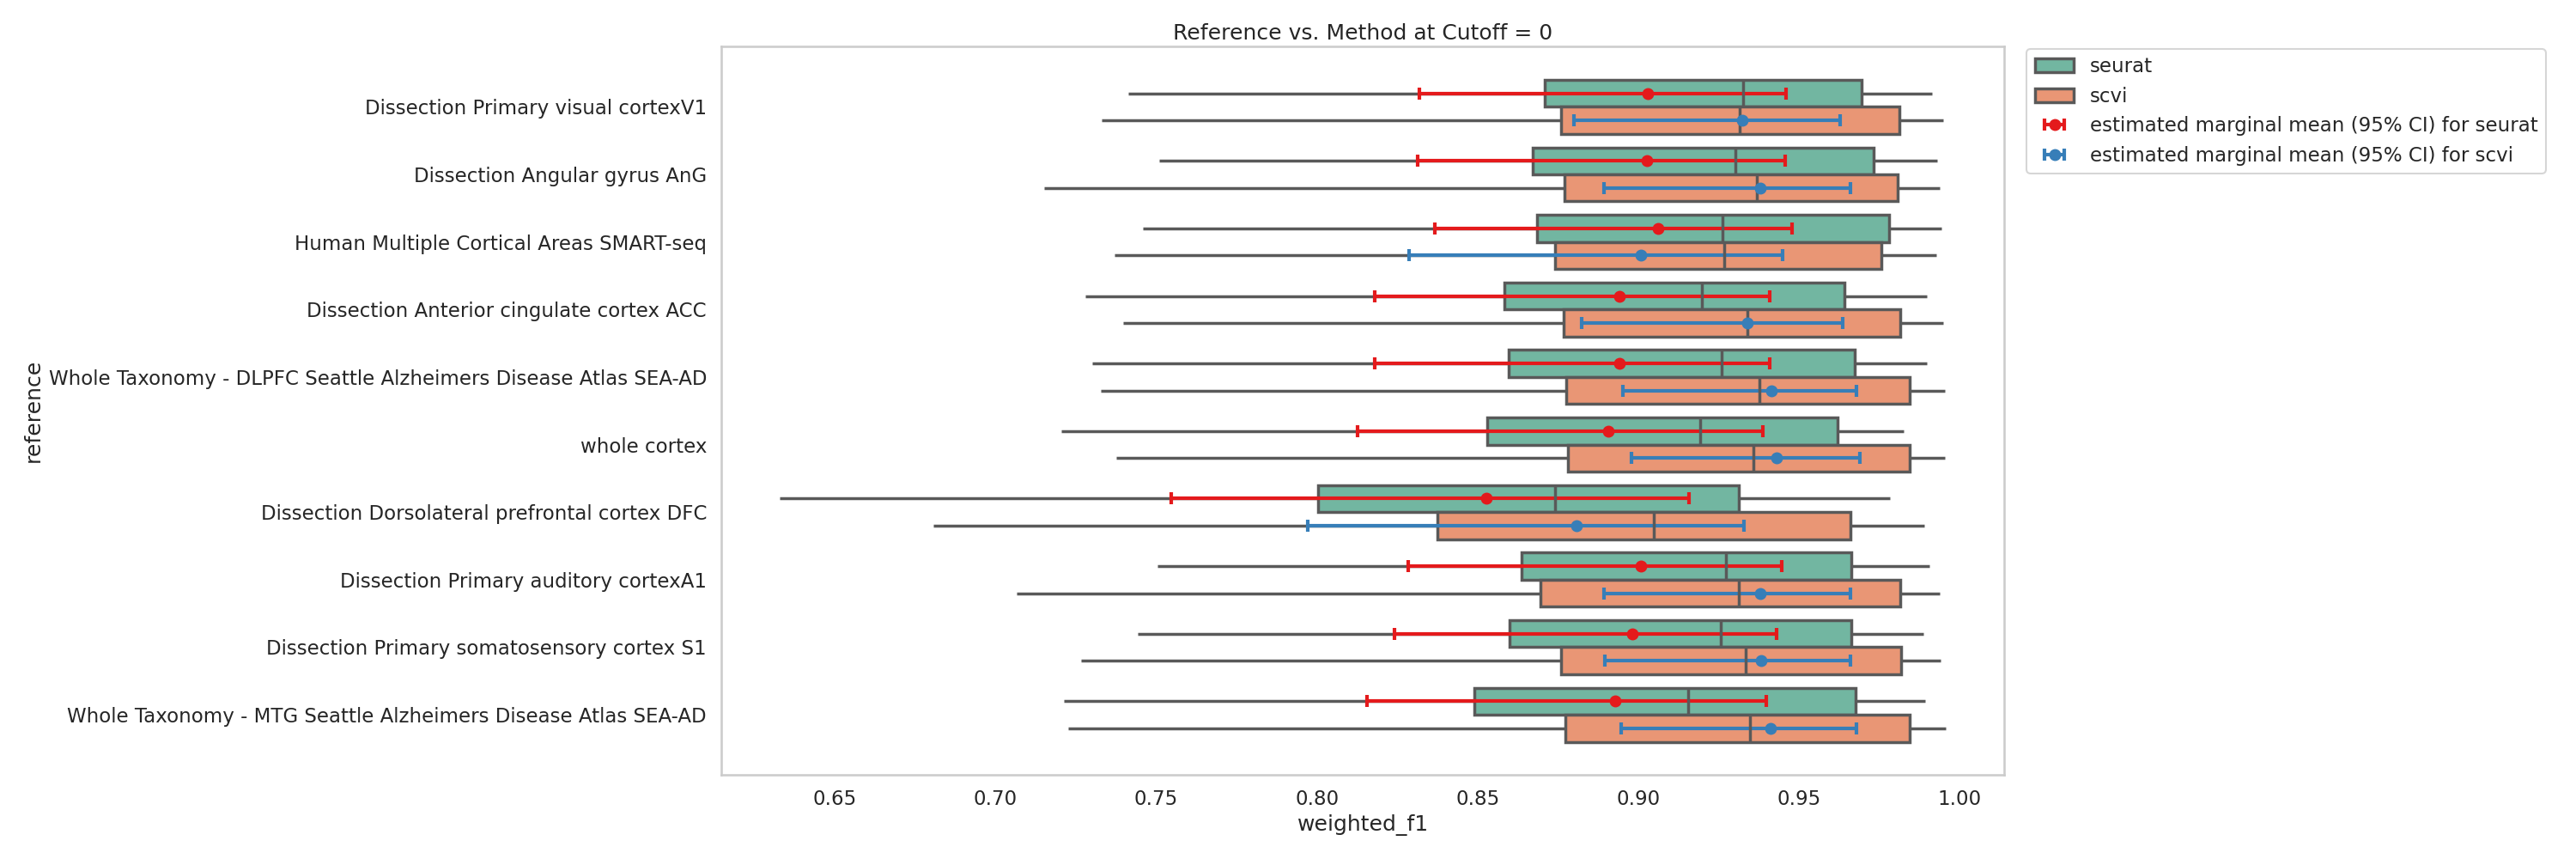 Reference vs. Method at Cutoff = 0
seurat
scvi
estimated marginal mean (95% CI) for seurat
estimated marginal mean (95% CI) for scvi
reference
Dissection Primary visual cortexV1
Dissection Angular gyrus AnG
Human Multiple Cortical Areas SMART-seq
Dissection Anterior cingulate cortex ACC
Whole Taxonomy - DLPFC Seattle Alzheimers Disease Atlas SEA-AD
whole cortex
Dissection Dorsolateral prefrontal cortex DFC
Dissection Primary auditory cortexA1
Dissection Primary somatosensory cortex S1
Whole Taxonomy - MTG Seattle Alzheimers Disease Atlas SEA-AD
0.65 0.70 0.75 0.80 0.85 0.90 0.95 1.00
weighted_f1